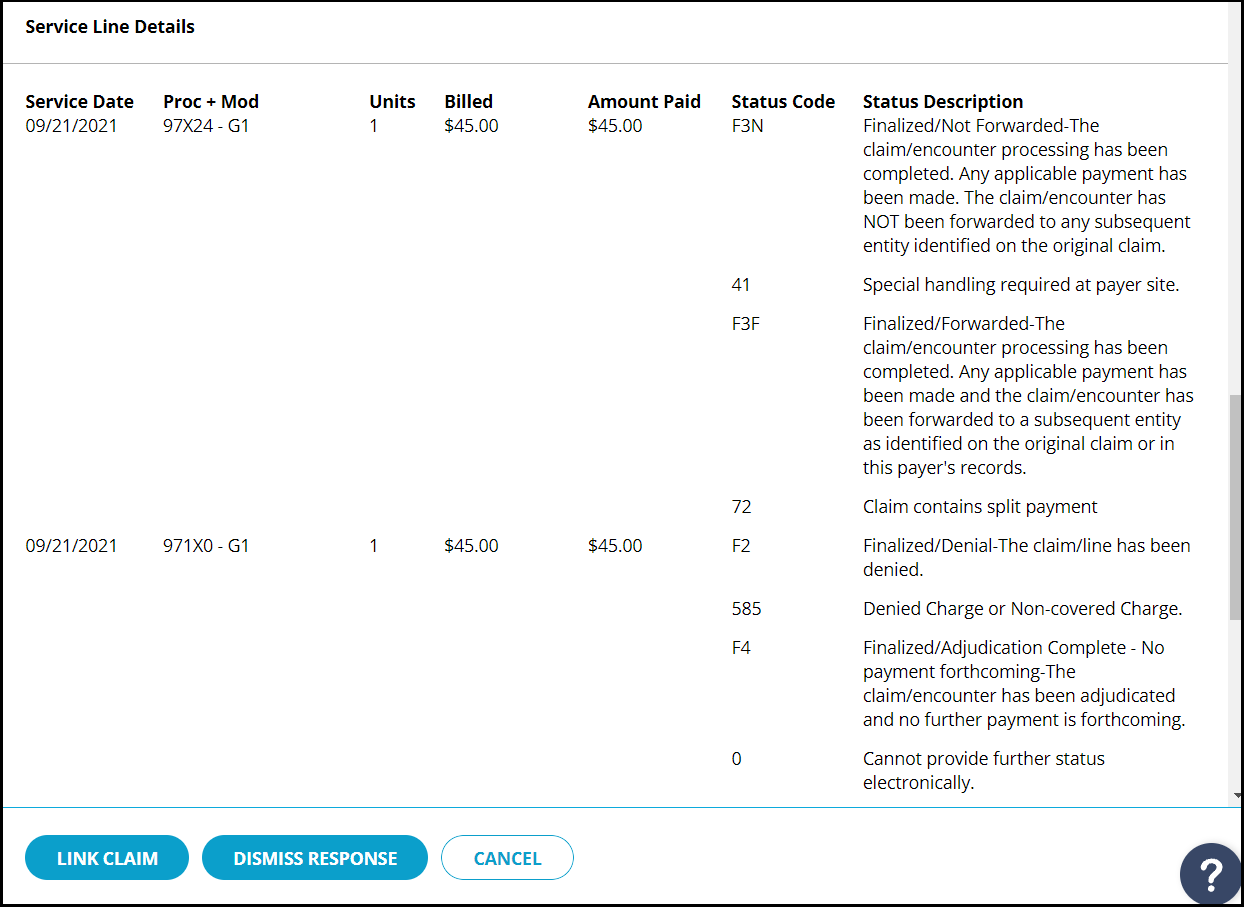 Service Line Details
Service Date Proc + Mod Units Billed Amount Paid Status Code Status Description
09/21/2021 97X24 - G1 1 $45.00 $45.00 F3N Finalized/Not Forwarded-The
claim/encounter processing has been
completed. Any applicable payment has
been made. The claim/encounter has
NOT been forwarded to any subsequent
entity identified on the original claim.
41 Special handling required at payer site.
F3F Finalized/Forwarded-The
claim/encounter processing has been
completed. Any applicable payment has
been made and the claim/encounter has
been forwarded to a subsequent entity
as identified on the original claim or in
this payer's records.
72 Claim contains split payment
09/21/2021 971X0 - G1 1 $45.00 $45.00 F2 Finalized/Denial-The claim/line has been
denied.
585 Denied Charge or Non-covered Charge.
F4 Finalized/Adjudication Complete - No
payment forthcoming-The
claim/encounter has been adjudicated
and no further payment is forthcoming.
0 Cannot provide further status
electronically.
LINK CLAIM DISMISS RESPONSE CANCEL
?